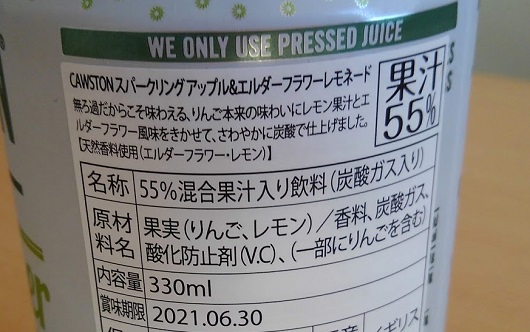 WE ONLY USE PRESSED JUICE
CAWSTON スパークリング アップル&エルダーフラワーレモネード
無ろ過だからこそ味わえる、りんご本来の味わいにレモン果汁とエ
ルダーフラワー風味をきかせて、さわやかに炭酸で仕上げました。
【天然香料使用(エルダーフラワー・レモン)】
果汁
55%
名称 55%混合果汁入り飲料(炭酸ガス入り)
原材料名 果実(りんご、レモン)/香料、炭酸ガス、
酸化防止剤(V.C)、(一部にりんごを含む)
内容量 330ml
賞味期限 2021.06.30